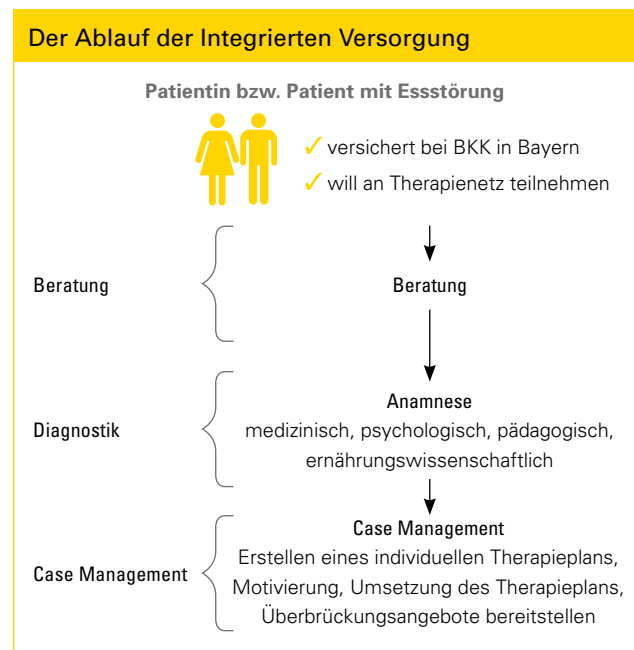 Der Ablauf der Integrierten Versorgung
Patientin bzw. Patient mit Essstörung
✓ versichert bei BKK in Bayern
✓ will an Therapienetz teilnehmen
Beratung
Beratung
Diagnostik
Anamnese
medizinisch, psychologisch, pädagogisch,
ernährungswissenschaftlich
Case Management
Case Management
Erstellen eines individuellen Therapieplans,
Motivierung, Umsetzung des Therapieplans,
Überbrückungsangebote bereitstellen